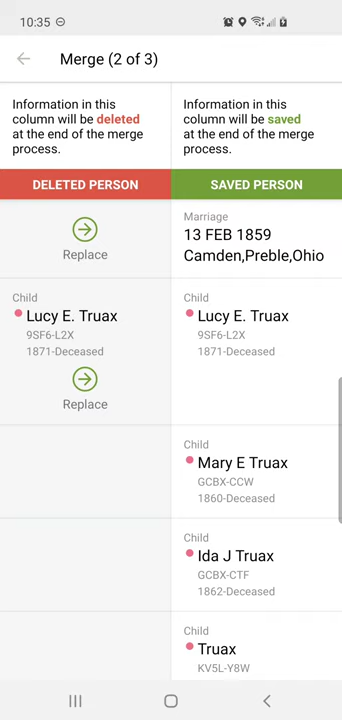 10:35
Merge (2 of 3)
Information in this
column will be deleted
at the end of the merge
process.
Information in this
column will be saved
at the end of the merge
process.
DELETED PERSON
SAVED PERSON
Replace
Marriage
13 FEB 1859
Camden,Preble,Ohio
Child
Lucy E. Truax
9SF6-L2X
1871-Deceased
Replace
Child
Lucy E. Truax
9SF6-L2X
1871-Deceased
Child
Mary E Truax
GCBX-CCW
1860-Deceased
Child
Ida J Truax
GCBX-CTF
1862-Deceased
Child
Truax
KV5L-Y8W